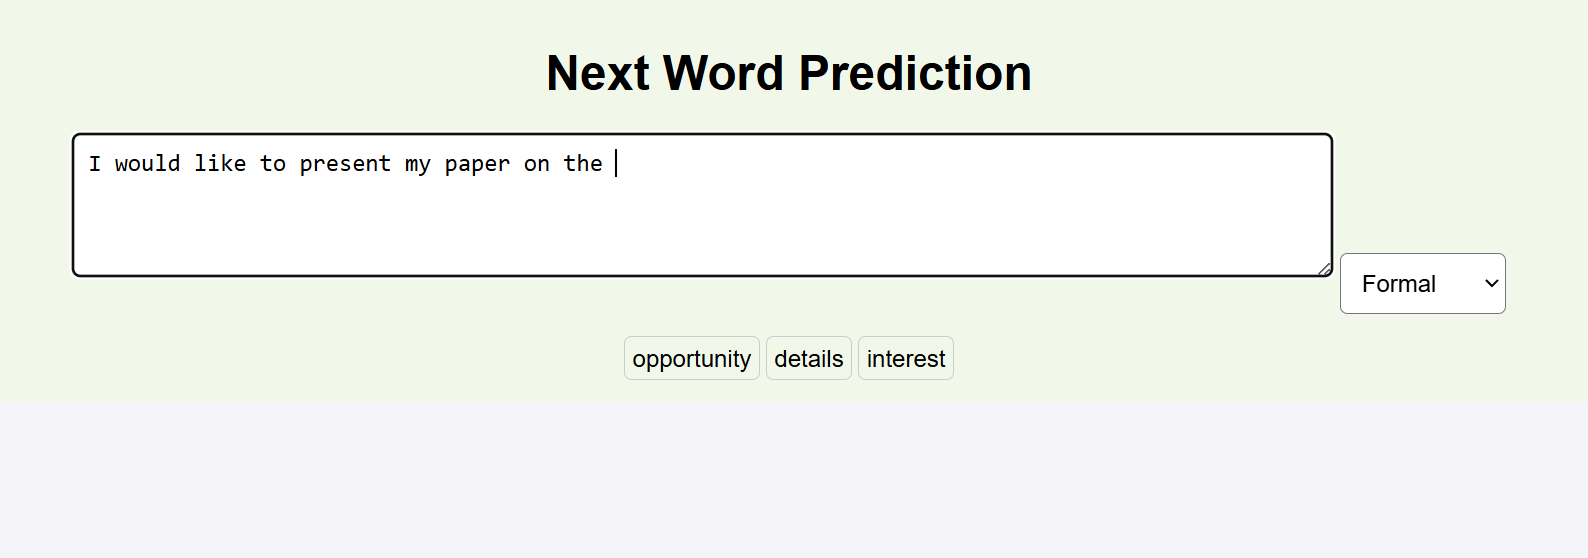 Next Word Prediction
I would like to present my paper on the
Formal
opportunity details interest